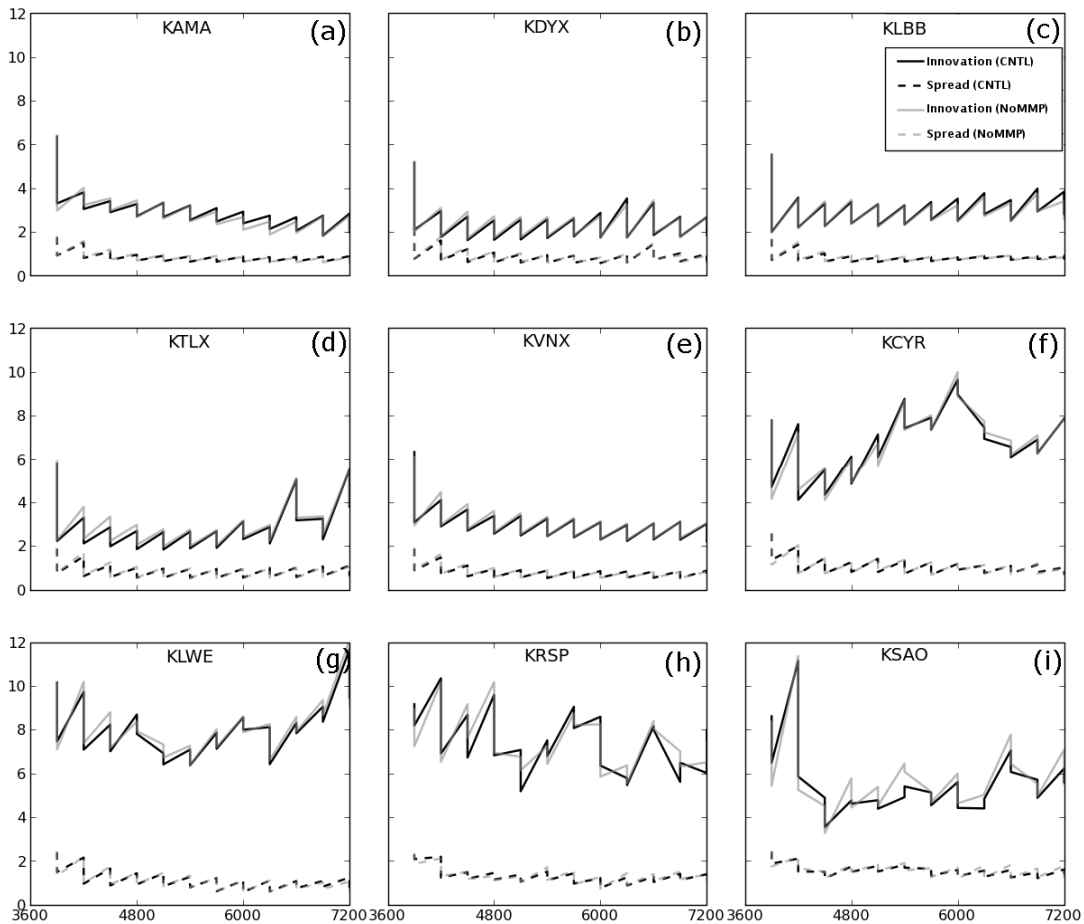 12
10
8
6
4
2
0
KAMA
(a)
KDYX
(b)
KLBB
(c)
Innovation (CNTL)
Spread (CNTL)
Innovation (NoMMP)
Spread (NoMMP)
12
10
8
6
4
2
0
KTLX
(d)
KVNX
(e)
KCYR
(f)
12
10
8
6
4
2
0
KLWE
(g)
KRSP
(h)
KSAO
(i)
3600 4800 6000 7200
3600 4800 6000 7200
3600 4800 6000 7200